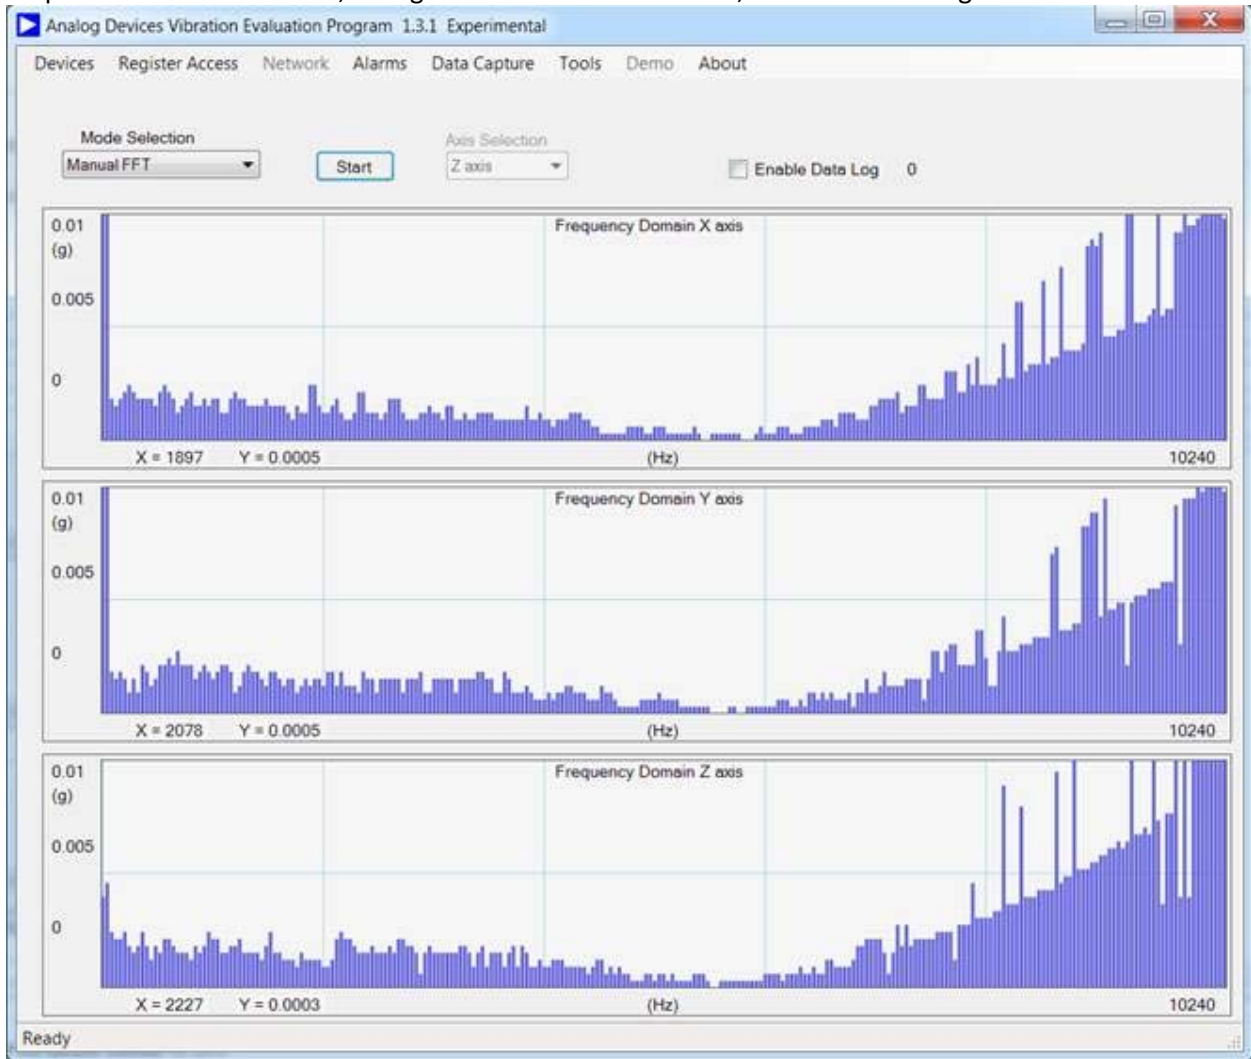 Analog Devices Vibration Evaluation Program 1.3.1 Experimental
Devices Register Access Network Alarms Data Capture Tools Demo About
Mode Selection
Axis Selection
Manual FFT
Start
Z axis
Enable Data Log 0
0.01
Frequency Domain X axis
(g)
0.005
0
X = 1897 Y = 0.0005 (Hz) 10240
0.01
Frequency Domain Y axis
(g)
0.005
0
X = 2078 Y = 0.0005 (Hz) 10240
0.01
Frequency Domain Z axis
(g)
0.005
0
X = 2227 Y = 0.0003 (Hz) 10240
Ready